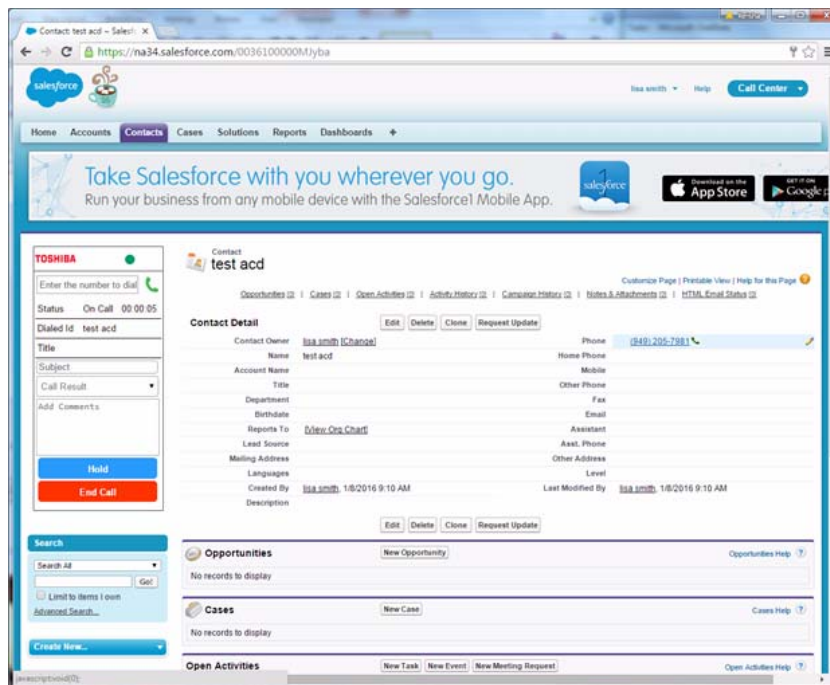 Contact: test acd ~ Salesf
https://na34.salesforce.com/0036100000MJyba
salesforce
lisa smith Help Call Center
Home Accounts Contacts Cases Solutions Reports Dashboards +
Take Salesforce with you wherever you go.
Run your business from any mobile device with the Salesforce1 Mobile App.
salesforce
1
Download on the
App Store
GET IT ON
Google
TOSHIBA
Enter the number to dial
Status On Call 00:00:05
Dialed Id test acd
Title
Subject
Call Result
Add Comments
Hold
End Call
Search
Search All
Go!
Limit to items I own
Advanced Search...
Create New...
Contact
test acd
Customize Page | Printable View | Help for this Page
Opportunities [0] | Cases [0] | Open Activities [0] | Activity History [0] | Campaign History [0] | Notes & Attachments [0] | HTML Email Status [0]
Contact Detail Edit Delete Clone Request Update
Contact Owner lisa smith [Change] Phone (949) 205-7981
Name test acd Home Phone
Account Name Mobile
Title Other Phone
Department Fax
Birthdate Email
Reports To [View Org Chart] Assistant
Lead Source Asst. Phone
Mailing Address Other Address
Languages Level
Created By lisa smith, 1/8/2016 9:10 AM Last Modified By lisa smith, 1/8/2016 9:10 AM
Description
Edit Delete Clone Request Update
Opportunities New Opportunity Opportunities Help ?
No records to display
Cases New Case Cases Help ?
No records to display
Open Activities New Task New Event New Meeting Request Open Activities Help ?
javascript:void(0);